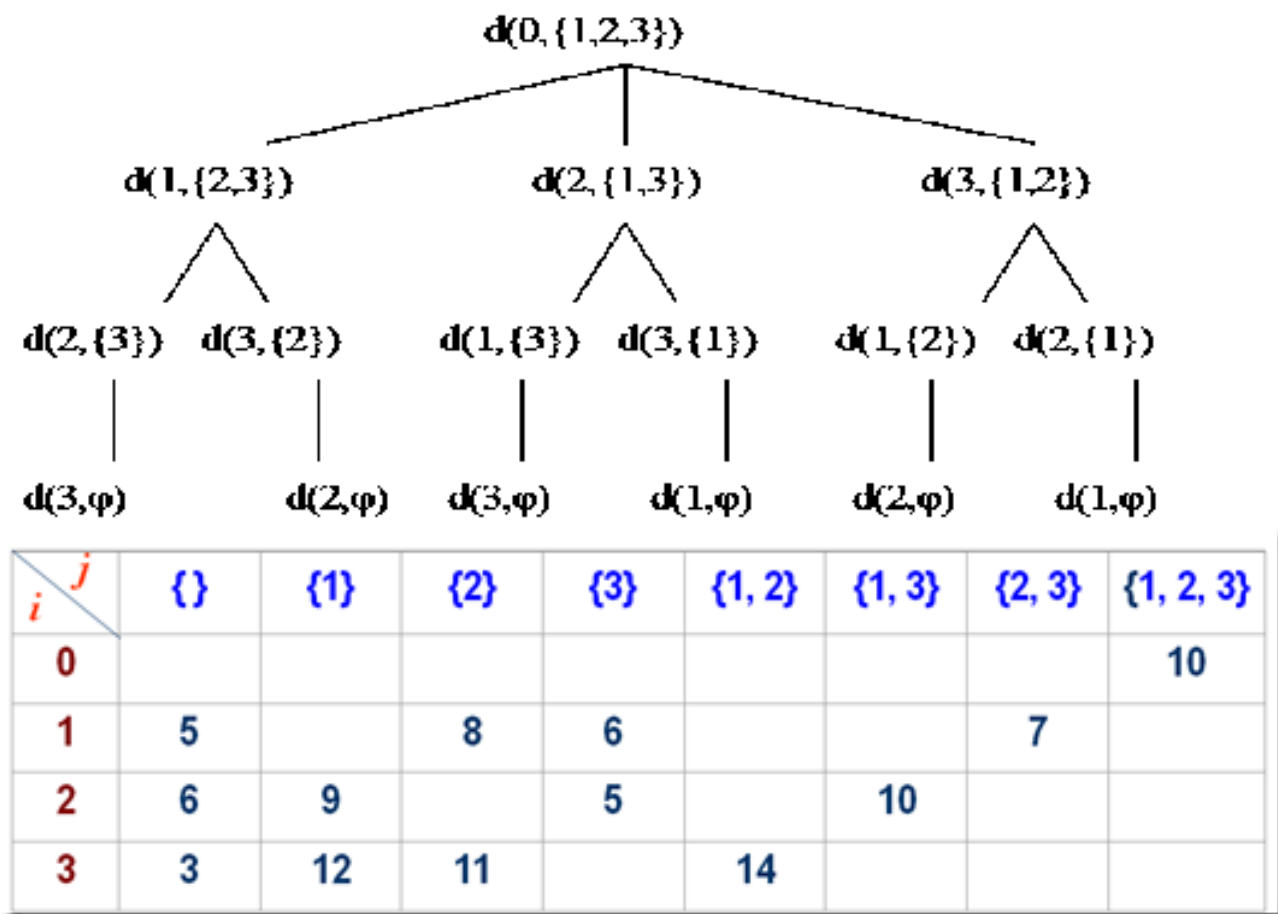 d(0,{1,2,3})
d(1,{2,3}) d(2,{1,3}) d(3,{1,2})
d(2,{3}) d(3,{2}) d(1,{3}) d(3,{1}) d(1,{2}) d(2,{1})
d(3,φ) d(2,φ) d(3,φ) d(1,φ) d(2,φ) d(1,φ)
j i {} {1} {2} {3} {1, 2} {1, 3} {2, 3} {1, 2, 3}
0 10
1 5 8 6 7
2 6 9 5 10
3 3 12 11 14